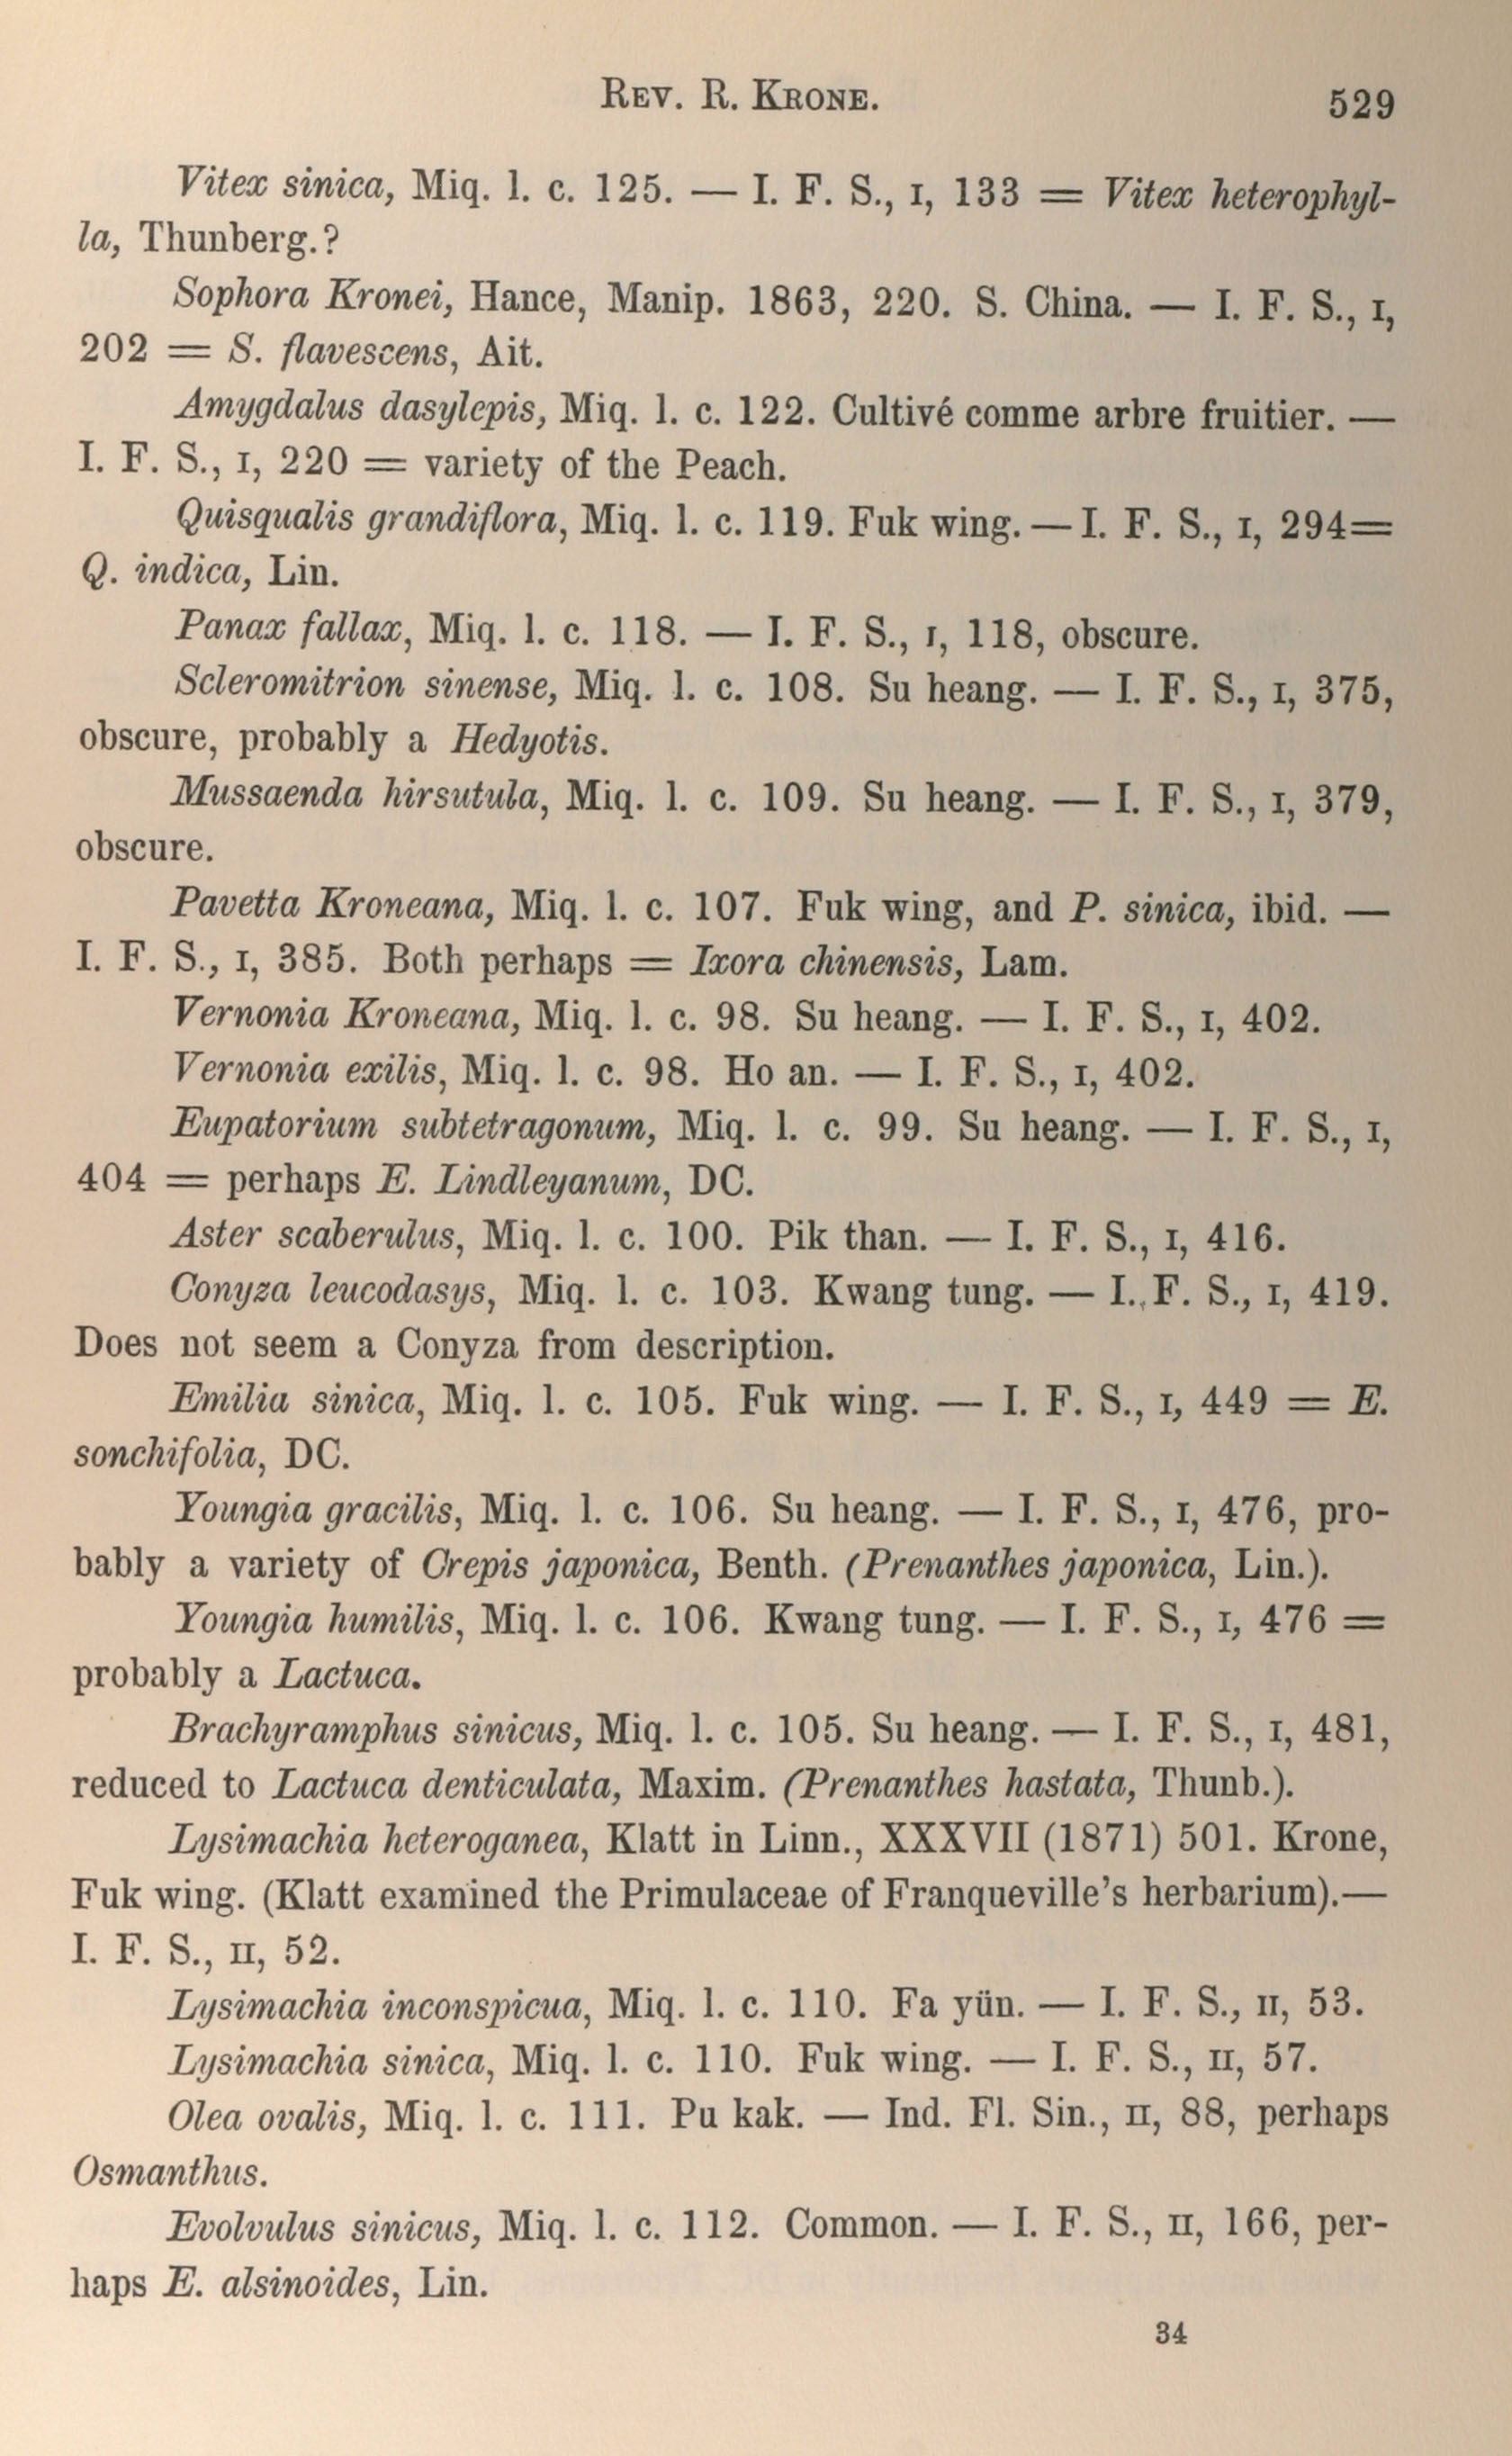 REV. R. KRONE. 529
Vitex sinica, Miq. l. c. 125. — I. F. S., I, 133 = Vitex heterophyl-
la, Thunberg.?
Sophora Kronei, Hance, Manip. 1863, 220. S. China. — I. F. S., I,
202 = S. flavescens, Ait.
Amygdalus dasylepis, Miq. l. c. 122. Cultivé comme arbre fruitier. —
I. F. S., I, 220 = variety of the Peach.
Quisqualis grandiflora, Miq. l. c. 119. Fuk wing. — I. F. S., I, 294=
Q. indica, Lin.
Panax fallax, Miq. l. c. 118. — I. F. S., I, 118, obscure.
Scleromitrion sinense, Miq. l. c. 108. Su heang. — I. F. S., I, 375,
obscure, probably a Hedyotis.
Mussaenda hirsutula, Miq. l. c. 109. Su heang. — I. F. S., I, 379,
obscure.
Pavetta Kroneana, Miq. l. c. 107. Fuk wing, and P. sinica, ibid. —
I. F. S., I, 385. Both perhaps = Ixora chinensis, Lam.
Vernonia Kroneana, Miq. l. c. 98. Su heang. — I. F. S., I, 402.
Vernonia exilis, Miq. l. c. 98. Ho an. — I. F. S., I, 402.
Eupatorium subtetragonum, Miq. l. c. 99. Su heang. — I. F. S., I,
404 = perhaps E. Lindleyanum, DC.
Aster scaberulus, Miq. l. c. 100. Pik than. — I. F. S., I, 416.
Conyza leucodasys, Miq. l. c. 103. Kwang tung. — I. F. S., I, 419.
Does not seem a Conyza from description.
Emilia sinica, Miq. l. c. 105. Fuk wing. — I. F. S., I, 449 = E.
sonchifolia, DC.
Youngia gracilis, Miq. l. c. 106. Su heang. — I. F. S., I, 476, pro-
bably a variety of Crepis japonica, Benth. (Prenanthes japonica, Lin.).
Youngia humilis, Miq. l. c. 106. Kwang tung. — I. F. S., I, 476 =
probably a Lactuca.
Brachyramphus sinicus, Miq. l. c. 105. Su heang. — I. F. S., I, 481,
reduced to Lactuca denticulata, Maxim. (Prenanthes hastata, Thunb.).
Lysimachia heteroganea, Klatt in Linn., XXXVII (1871) 501. Krone,
Fuk wing. (Klatt examined the Primulaceae of Franqueville's herbarium).—
I. F. S., II, 52.
Lysimachia inconspicua, Miq. l. c. 110. Fa yün. — I. F. S., II, 53.
Lysimachia sinica, Miq. l. c. 110. Fuk wing. — I. F. S., II, 57.
Olea ovalis, Miq. l. c. 111. Pu kak. — Ind. Fl. Sin., II, 88, perhaps
Osmanthus.
Evolvulus sinicus, Miq. l. c. 112. Common. — I. F. S., II, 166, per-
haps E. alsinoides, Lin.
34